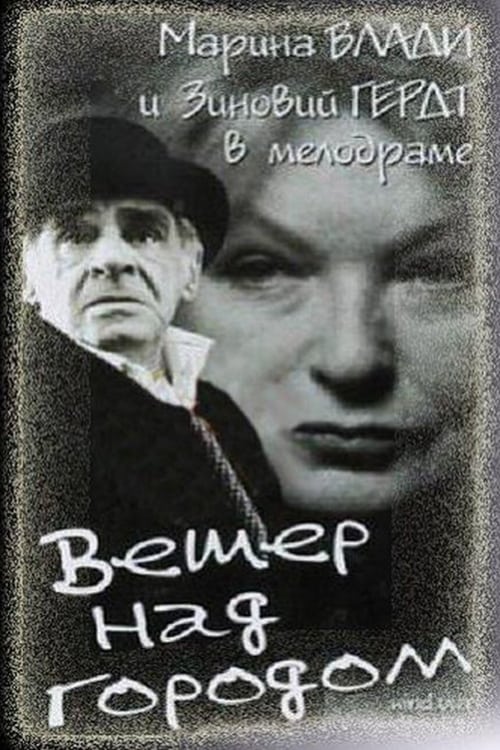 Марина ВЛАДИ
и Зиновий ГЕРДТ
в мелодраме
Ветер
над
городом